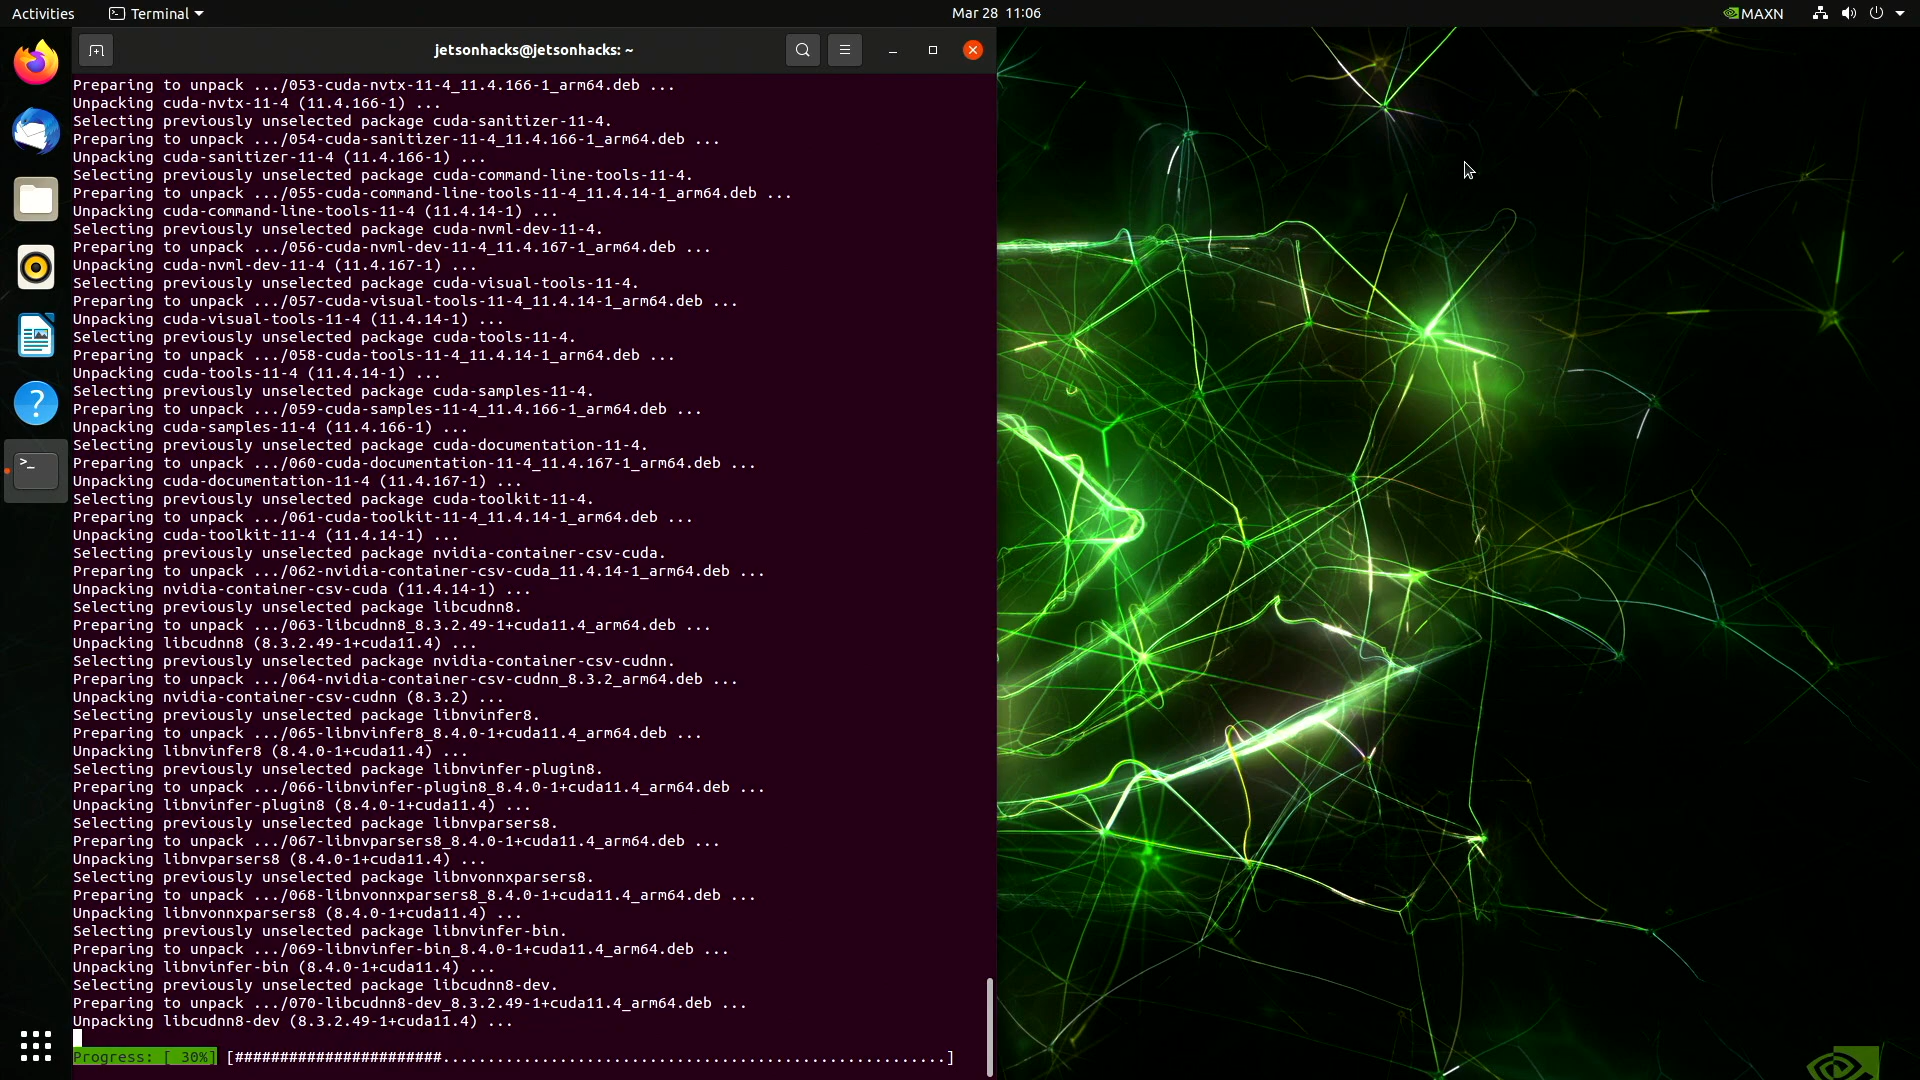 Activities
Terminal
Mar 28 11:06
MAXN
jetsonhacks@jetsonhacks: ~
Preparing to unpack .../053-cuda-nvtx-11-4_11.4.166-1_arm64.deb ...
Unpacking cuda-nvtx-11-4 (11.4.166-1) ...
Selecting previously unselected package cuda-sanitizer-11-4.
Preparing to unpack .../054-cuda-sanitizer-11-4_11.4.166-1_arm64.deb ...
Unpacking cuda-sanitizer-11-4 (11.4.166-1) ...
Selecting previously unselected package cuda-command-line-tools-11-4.
Preparing to unpack .../055-cuda-command-line-tools-11-4_11.4.14-1_arm64.deb ...
Unpacking cuda-command-line-tools-11-4 (11.4.14-1) ...
Selecting previously unselected package cuda-nvml-dev-11-4.
Preparing to unpack .../056-cuda-nvml-dev-11-4_11.4.167-1_arm64.deb ...
Unpacking cuda-nvml-dev-11-4 (11.4.167-1) ...
Selecting previously unselected package cuda-visual-tools-11-4.
Preparing to unpack .../057-cuda-visual-tools-11-4_11.4.14-1_arm64.deb ...
Unpacking cuda-visual-tools-11-4 (11.4.14-1) ...
Selecting previously unselected package cuda-tools-11-4.
Preparing to unpack .../058-cuda-tools-11-4_11.4.14-1_arm64.deb ...
Unpacking cuda-tools-11-4 (11.4.14-1) ...
Selecting previously unselected package cuda-samples-11-4.
Preparing to unpack .../059-cuda-samples-11-4_11.4.166-1_arm64.deb ...
Unpacking cuda-samples-11-4 (11.4.166-1) ...
Selecting previously unselected package cuda-documentation-11-4.
Preparing to unpack .../060-cuda-documentation-11-4_11.4.167-1_arm64.deb ...
Unpacking cuda-documentation-11-4 (11.4.167-1) ...
Selecting previously unselected package cuda-toolkit-11-4.
Preparing to unpack .../061-cuda-toolkit-11-4_11.4.14-1_arm64.deb ...
Unpacking cuda-toolkit-11-4 (11.4.14-1) ...
Selecting previously unselected package nvidia-container-csv-cuda.
Preparing to unpack .../062-nvidia-container-csv-cuda_11.4.14-1_arm64.deb ...
Unpacking nvidia-container-csv-cuda (11.4.14-1) ...
Selecting previously unselected package libcudnn8.
Preparing to unpack .../063-libcudnn8_8.3.2.49-1+cuda11.4_arm64.deb ...
Unpacking libcudnn8 (8.3.2.49-1+cuda11.4) ...
Selecting previously unselected package nvidia-container-csv-cudnn.
Preparing to unpack .../064-nvidia-container-csv-cudnn_8.3.2_arm64.deb ...
Unpacking nvidia-container-csv-cudnn (8.3.2) ...
Selecting previously unselected package libnvinfer8.
Preparing to unpack .../065-libnvinfer8_8.4.0-1+cuda11.4_arm64.deb ...
Unpacking libnvinfer8 (8.4.0-1+cuda11.4) ...
Selecting previously unselected package libnvinfer-plugin8.
Preparing to unpack .../066-libnvinfer-plugin8_8.4.0-1+cuda11.4_arm64.deb ...
Unpacking libnvinfer-plugin8 (8.4.0-1+cuda11.4) ...
Selecting previously unselected package libnvparsers8.
Preparing to unpack .../067-libnvparsers8_8.4.0-1+cuda11.4_arm64.deb ...
Unpacking libnvparsers8 (8.4.0-1+cuda11.4) ...
Selecting previously unselected package libnvonnxparsers8.
Preparing to unpack .../068-libnvonnxparsers8_8.4.0-1+cuda11.4_arm64.deb ...
Unpacking libnvonnxparsers8 (8.4.0-1+cuda11.4) ...
Selecting previously unselected package libnvinfer-bin.
Preparing to unpack .../069-libnvinfer-bin_8.4.0-1+cuda11.4_arm64.deb ...
Unpacking libnvinfer-bin (8.4.0-1+cuda11.4) ...
Selecting previously unselected package libcudnn8-dev.
Preparing to unpack .../070-libcudnn8-dev_8.3.2.49-1+cuda11.4_arm64.deb ...
Unpacking libcudnn8-dev (8.3.2.49-1+cuda11.4) ...
Progress: [ 30%] [#######################........................................................]